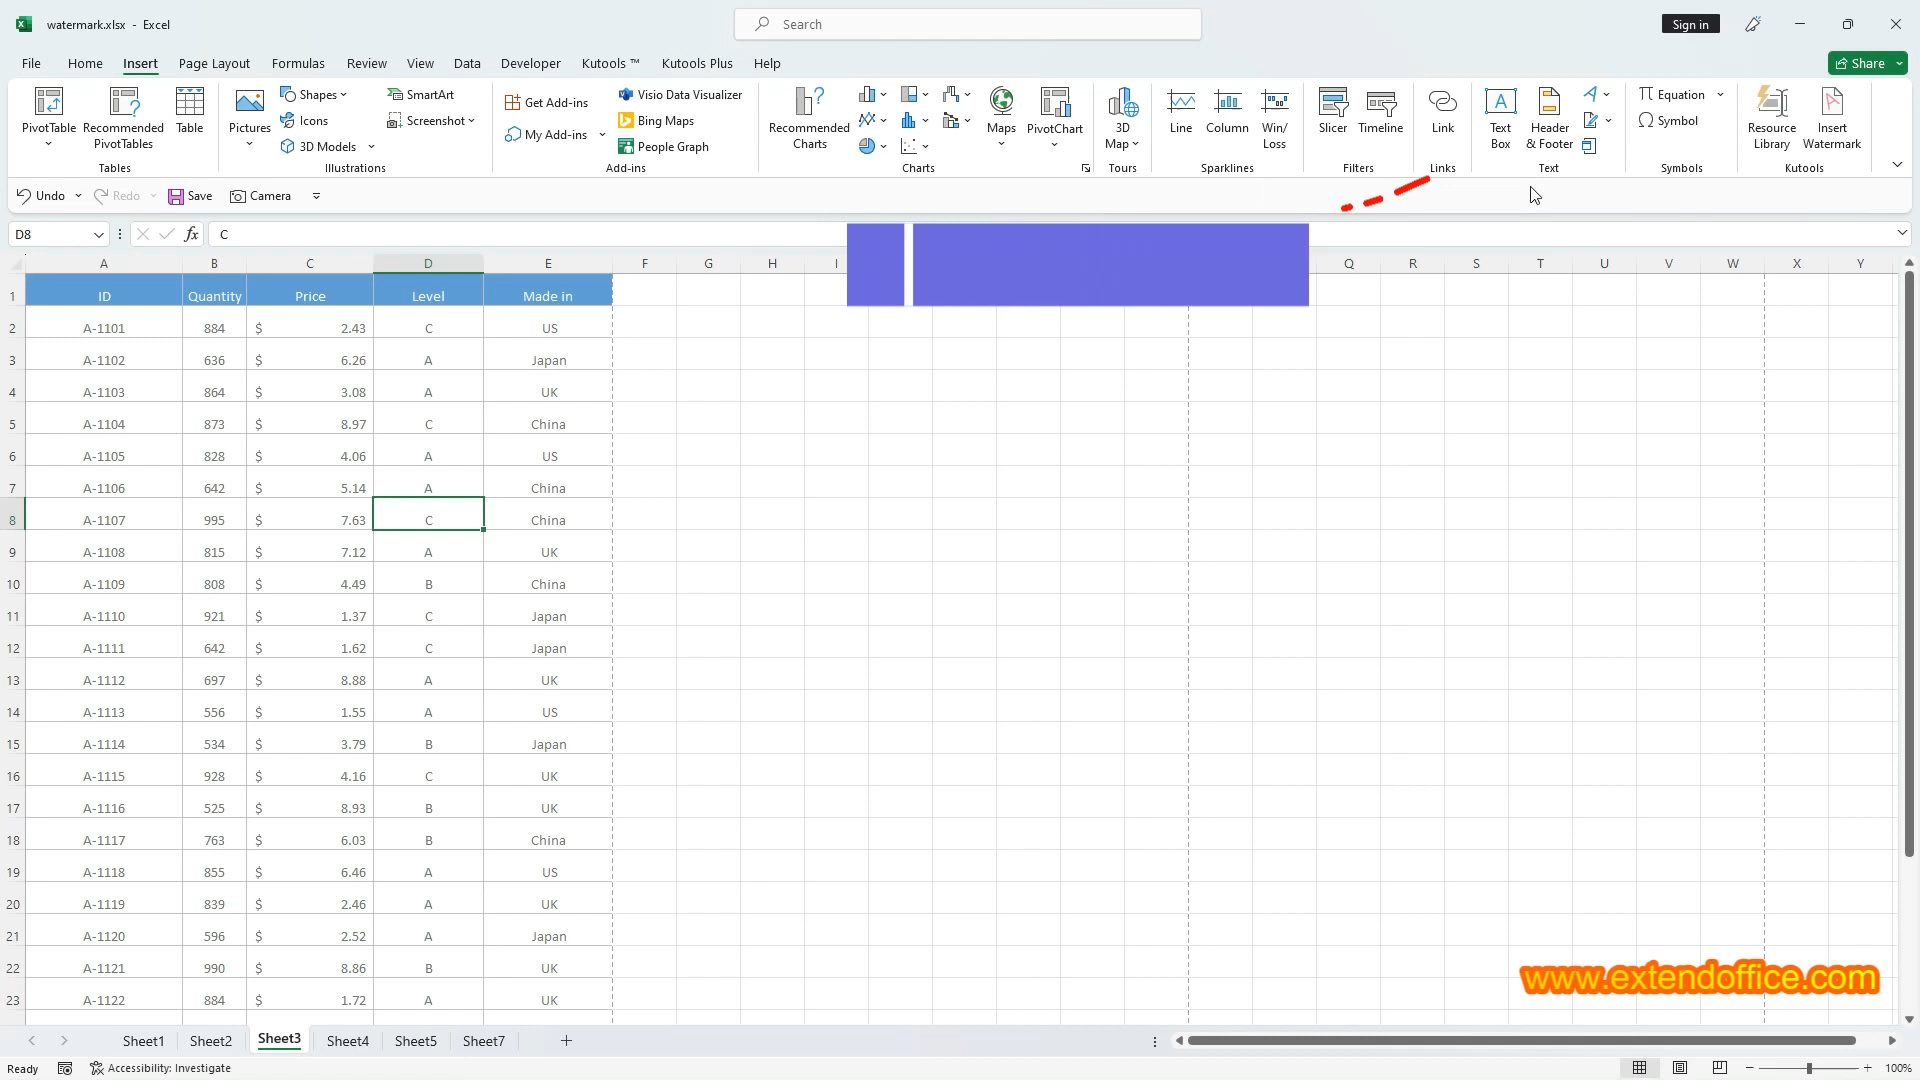 watermark.xlsx - Excel
Search
Sign in
File Home Insert Page Layout Formulas Review View Data Developer Kutools ™ Kutools Plus Help
Share
PivotTable
Recommended
PivotTables
Table
Tables
Pictures
Shapes
Icons
3D Models
SmartArt
Screenshot
Illustrations
Get Add-ins
My Add-ins
Visio Data Visualizer
Bing Maps
People Graph
Add-ins
Recommended
Charts
Maps
PivotChart
Charts
3D
Map
Tours
Line
Column
Win/
Loss
Sparklines
Slicer
Timeline
Filters
Link
Links
Text
Box
Header
& Footer
Text
Equation
Symbol
Symbols
Resource
Library
Insert
Watermark
Kutools
Undo Redo Save Camera
D8 fx C
A B C D E F G H I Q R S T U V W X Y
1 ID Quantity Price Level Made in
2 A-1101 884 $ 2.43 C US
3 A-1102 636 $ 6.26 A Japan
4 A-1103 864 $ 3.08 A UK
5 A-1104 873 $ 8.97 C China
6 A-1105 828 $ 4.06 A US
7 A-1106 642 $ 5.14 A China
8 A-1107 995 $ 7.63 C China
9 A-1108 815 $ 7.12 A UK
10 A-1109 808 $ 4.49 B China
11 A-1110 921 $ 1.37 C Japan
12 A-1111 642 $ 1.62 C Japan
13 A-1112 697 $ 8.88 A UK
14 A-1113 556 $ 1.55 A US
15 A-1114 534 $ 3.79 B Japan
16 A-1115 928 $ 4.16 C UK
17 A-1116 525 $ 8.93 B UK
18 A-1117 763 $ 6.03 B China
19 A-1118 855 $ 6.46 A US
20 A-1119 839 $ 2.46 A UK
21 A-1120 596 $ 2.52 A Japan
22 A-1121 990 $ 8.86 B UK
23 A-1122 884 $ 1.72 A UK
www.extendoffice.com
Sheet1 Sheet2 Sheet3 Sheet4 Sheet5 Sheet7
Ready Accessibility: Investigate 100%